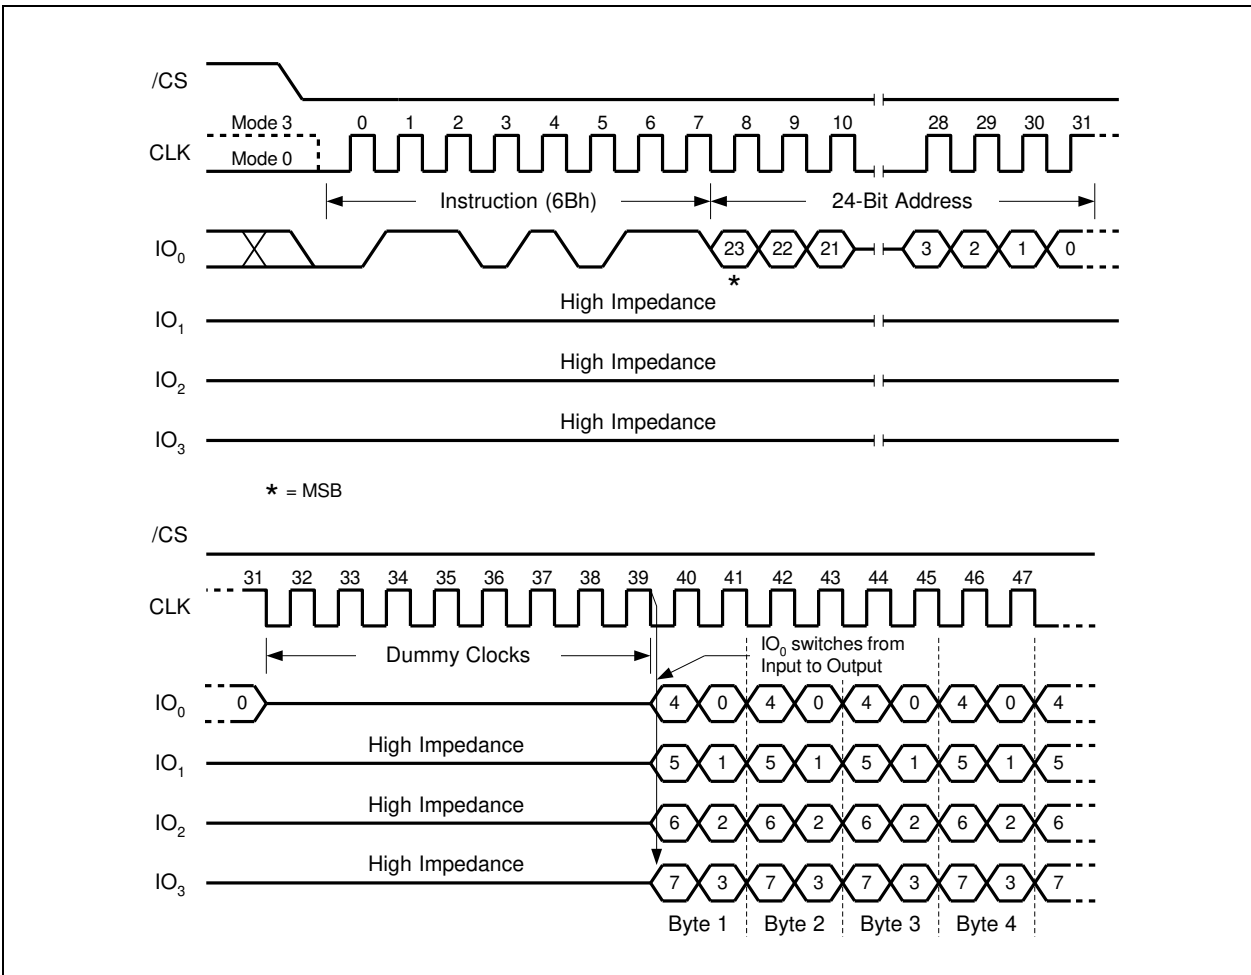 /CS
Mode 3 0 1 2 3 4 5 6 7 8 9 10 28 29 30 31
CLK
Mode 0
Instruction (6Bh) 24-Bit Address
IO0 23 22 21 3 2 1 0
*
High Impedance
IO1
High Impedance
IO2
High Impedance
IO3
* = MSB
/CS
31 32 33 34 35 36 37 38 39 40 41 42 43 44 45 46 47
CLK
IO0 switches from
Dummy Clocks
Input to Output
IO0 0 4 0 4 0 4 0 4 0 4
High Impedance
IO1 5 1 5 1 5 1 5 1 5
High Impedance
IO2 6 2 6 2 6 2 6 2 6
High Impedance
IO3 7 3 7 3 7 3 7 3 7
Byte 1 Byte 2 Byte 3 Byte 4